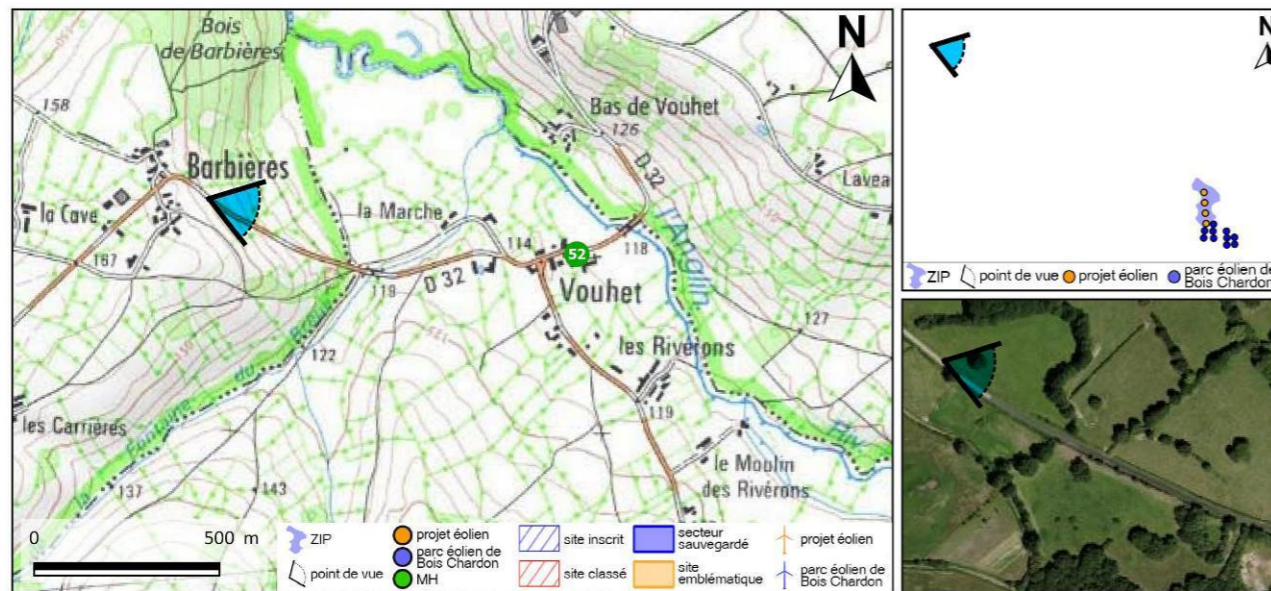 Bois
de Barbières
158
Barbières
la Cave
167
la Marche
Bas de Vouhet
126
D 32
Lavea
N
114
52
118
Vouhet
D 32
119
l'Anglin
122
127
les Rivérons
119
les Carrières
Fontaine du
137
143
le Moulin
des Rivérons
0 500 m
ZIP
point de vue
projet éolien
parc éolien de
Bois Chardon
MH
site inscrit
site classé
secteur
sauvegardé
site
emblématique
projet éolien
parc éolien de
Bois Chardon
N
ZIP
point de vue
projet éolien
parc éolien de
Bois Chardon